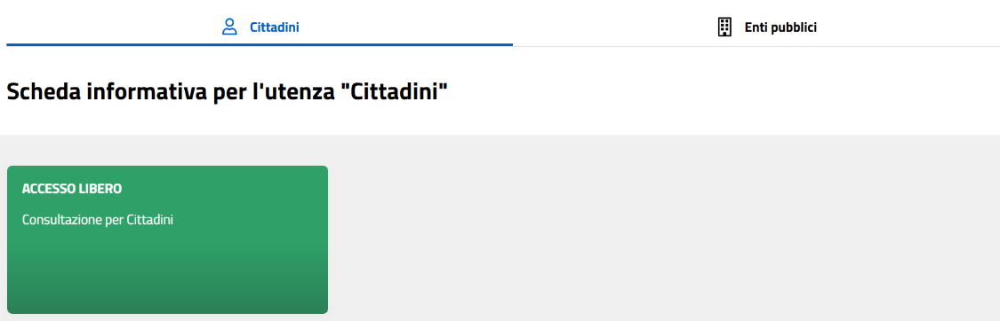 Cittadini
Enti pubblici
Scheda informativa per l'utenza "Cittadini"
ACCESSO LIBERO
Consultazione per Cittadini